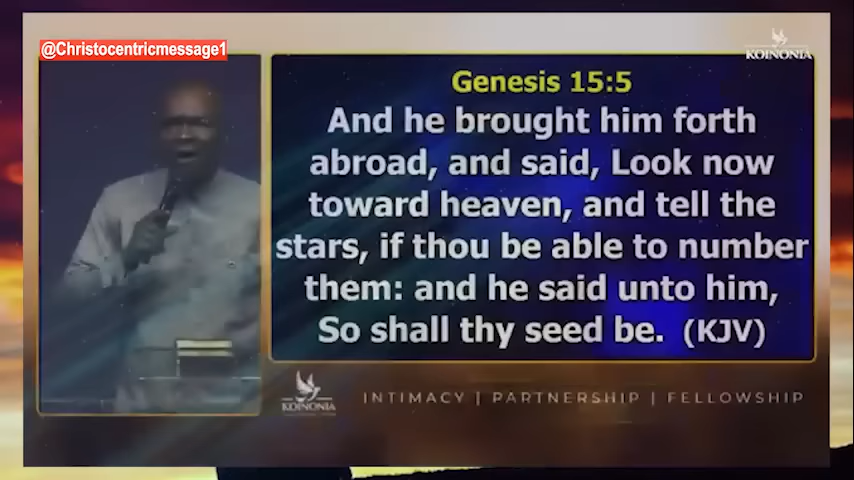 @Christocentricmessage1
KOINONIA
Genesis 15:5
And he brought him forth
abroad, and said, Look now
toward heaven, and tell the
stars, if thou be able to number
them: and he said unto him,
So shall thy seed be. (KJV)
KOINONIA
INTIMACY | PARTNERSHIP | FELLOWSHIP